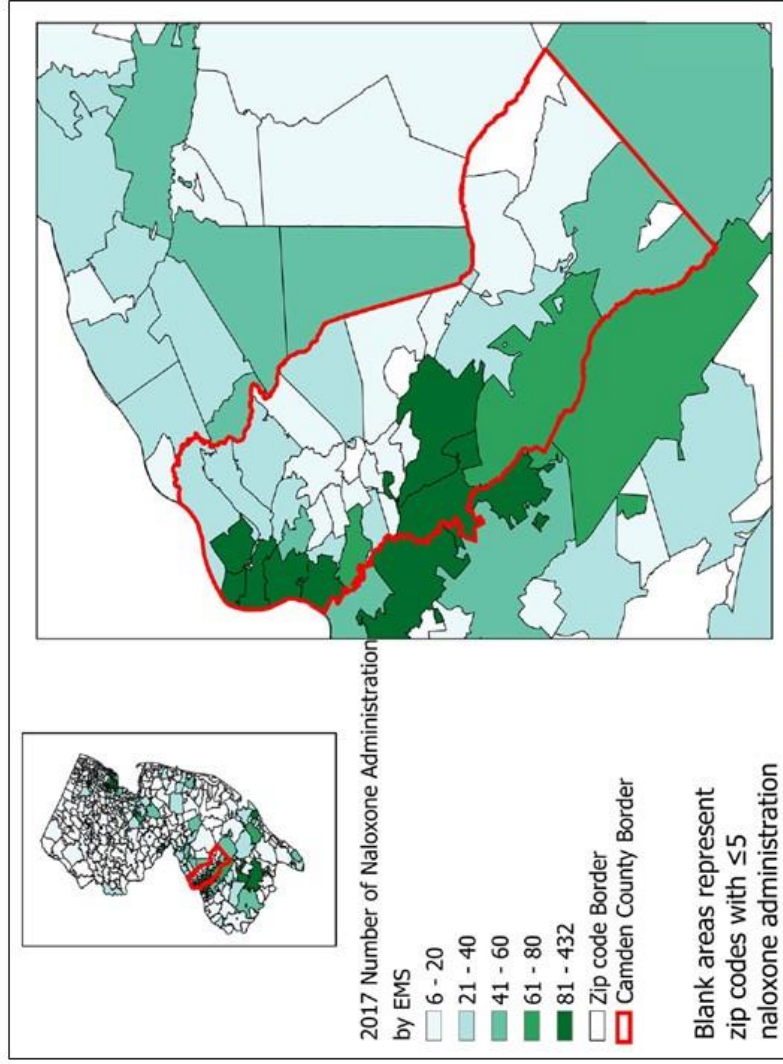 2017 Number of Naloxone Administration
by EMS
6 - 20
21 - 40
41 - 60
61 - 80
81 - 432
Zip code Border
Camden County Border
Blank areas represent
zip codes with ≤5
naloxone administration